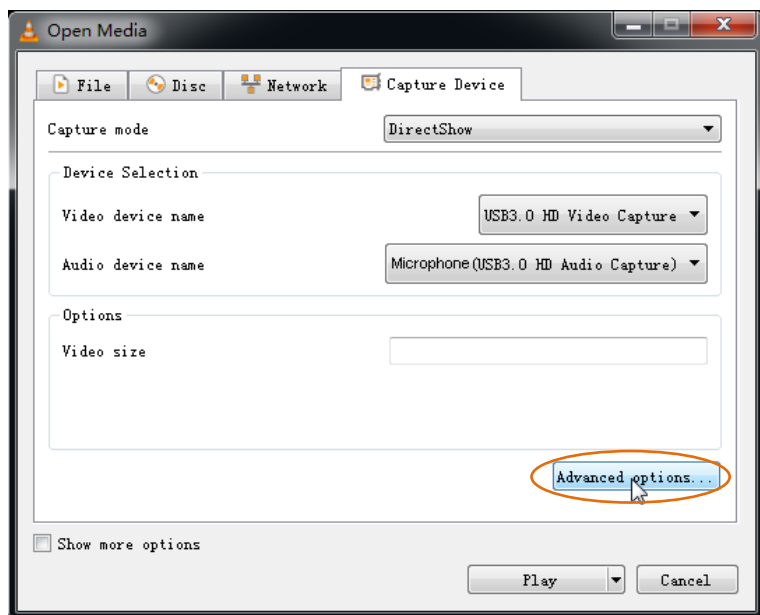 Open Media
File Disc Network Capture Device
Capture mode DirectShow
Device Selection
Video device name USB3.0 HD Video Capture
Audio device name Microphone(USB3.0 HD Audio Capture)
Options
Video size
Advanced options...
Show more options
Play Cancel